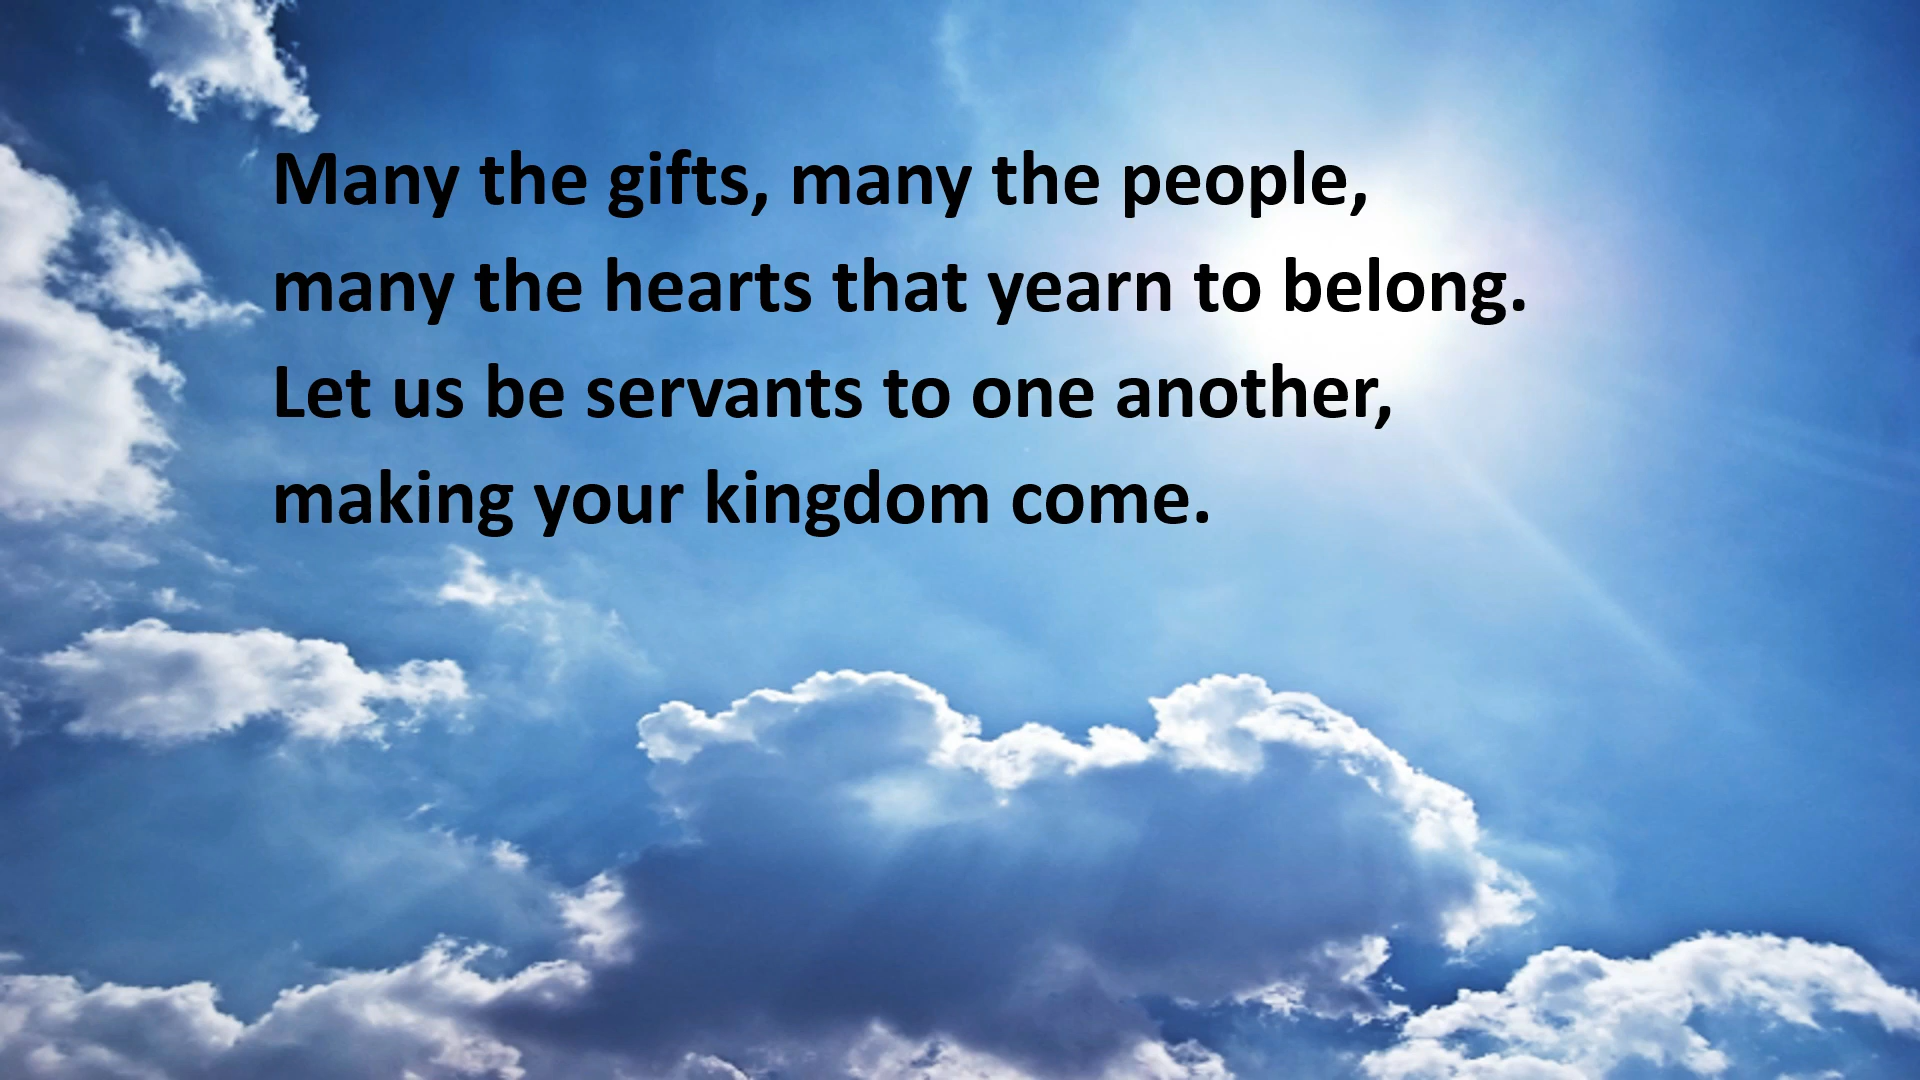 Many the gifts, many the people,
many the hearts that yearn to belong.
Let us be servants to one another,
making your kingdom come.